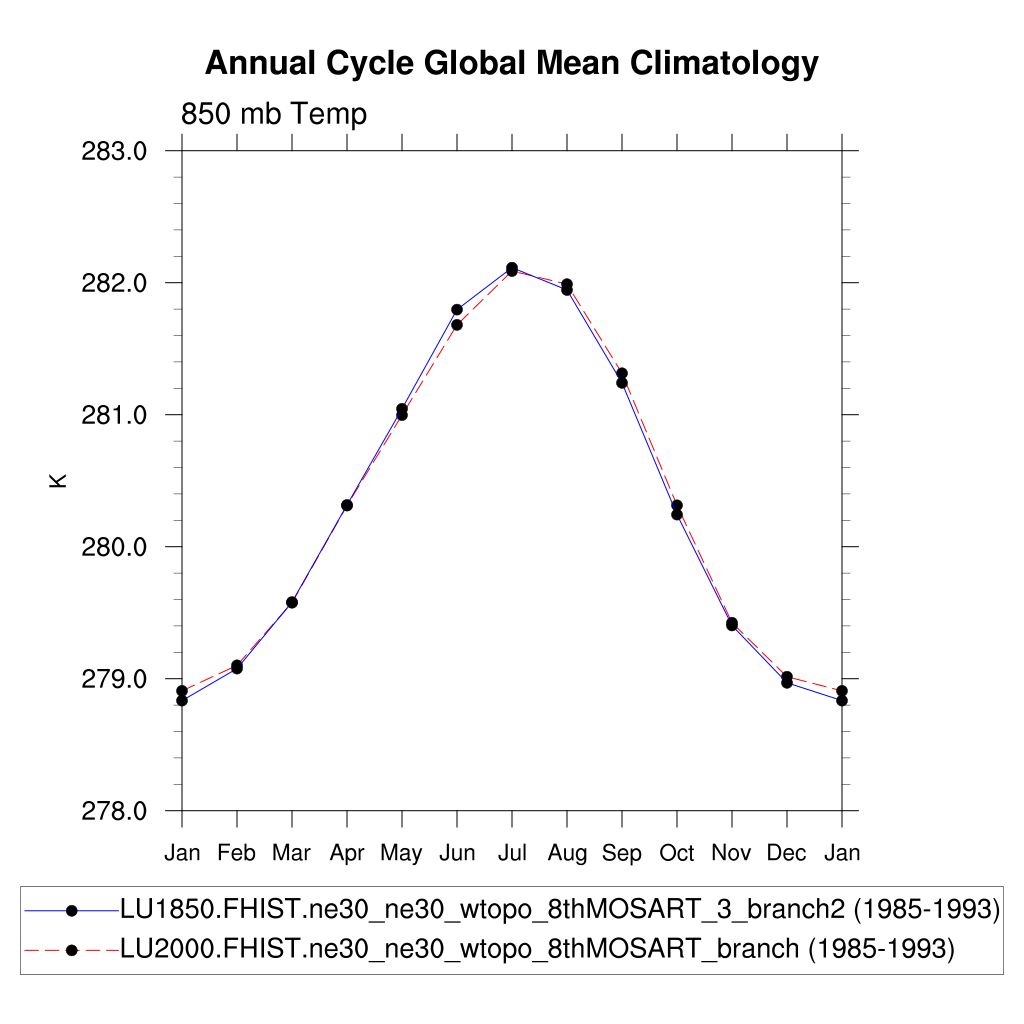 Annual Cycle Global Mean Climatology
850 mb Temp
283.0
282.0
281.0
280.0
279.0
278.0
K
Jan Feb Mar Apr May Jun Jul Aug Sep Oct Nov Dec Jan
LU1850.FHIST.ne30_ne30_wtopo_8thMOSART_3_branch2 (1985-1993)
LU2000.FHIST.ne30_ne30_wtopo_8thMOSART_branch (1985-1993)